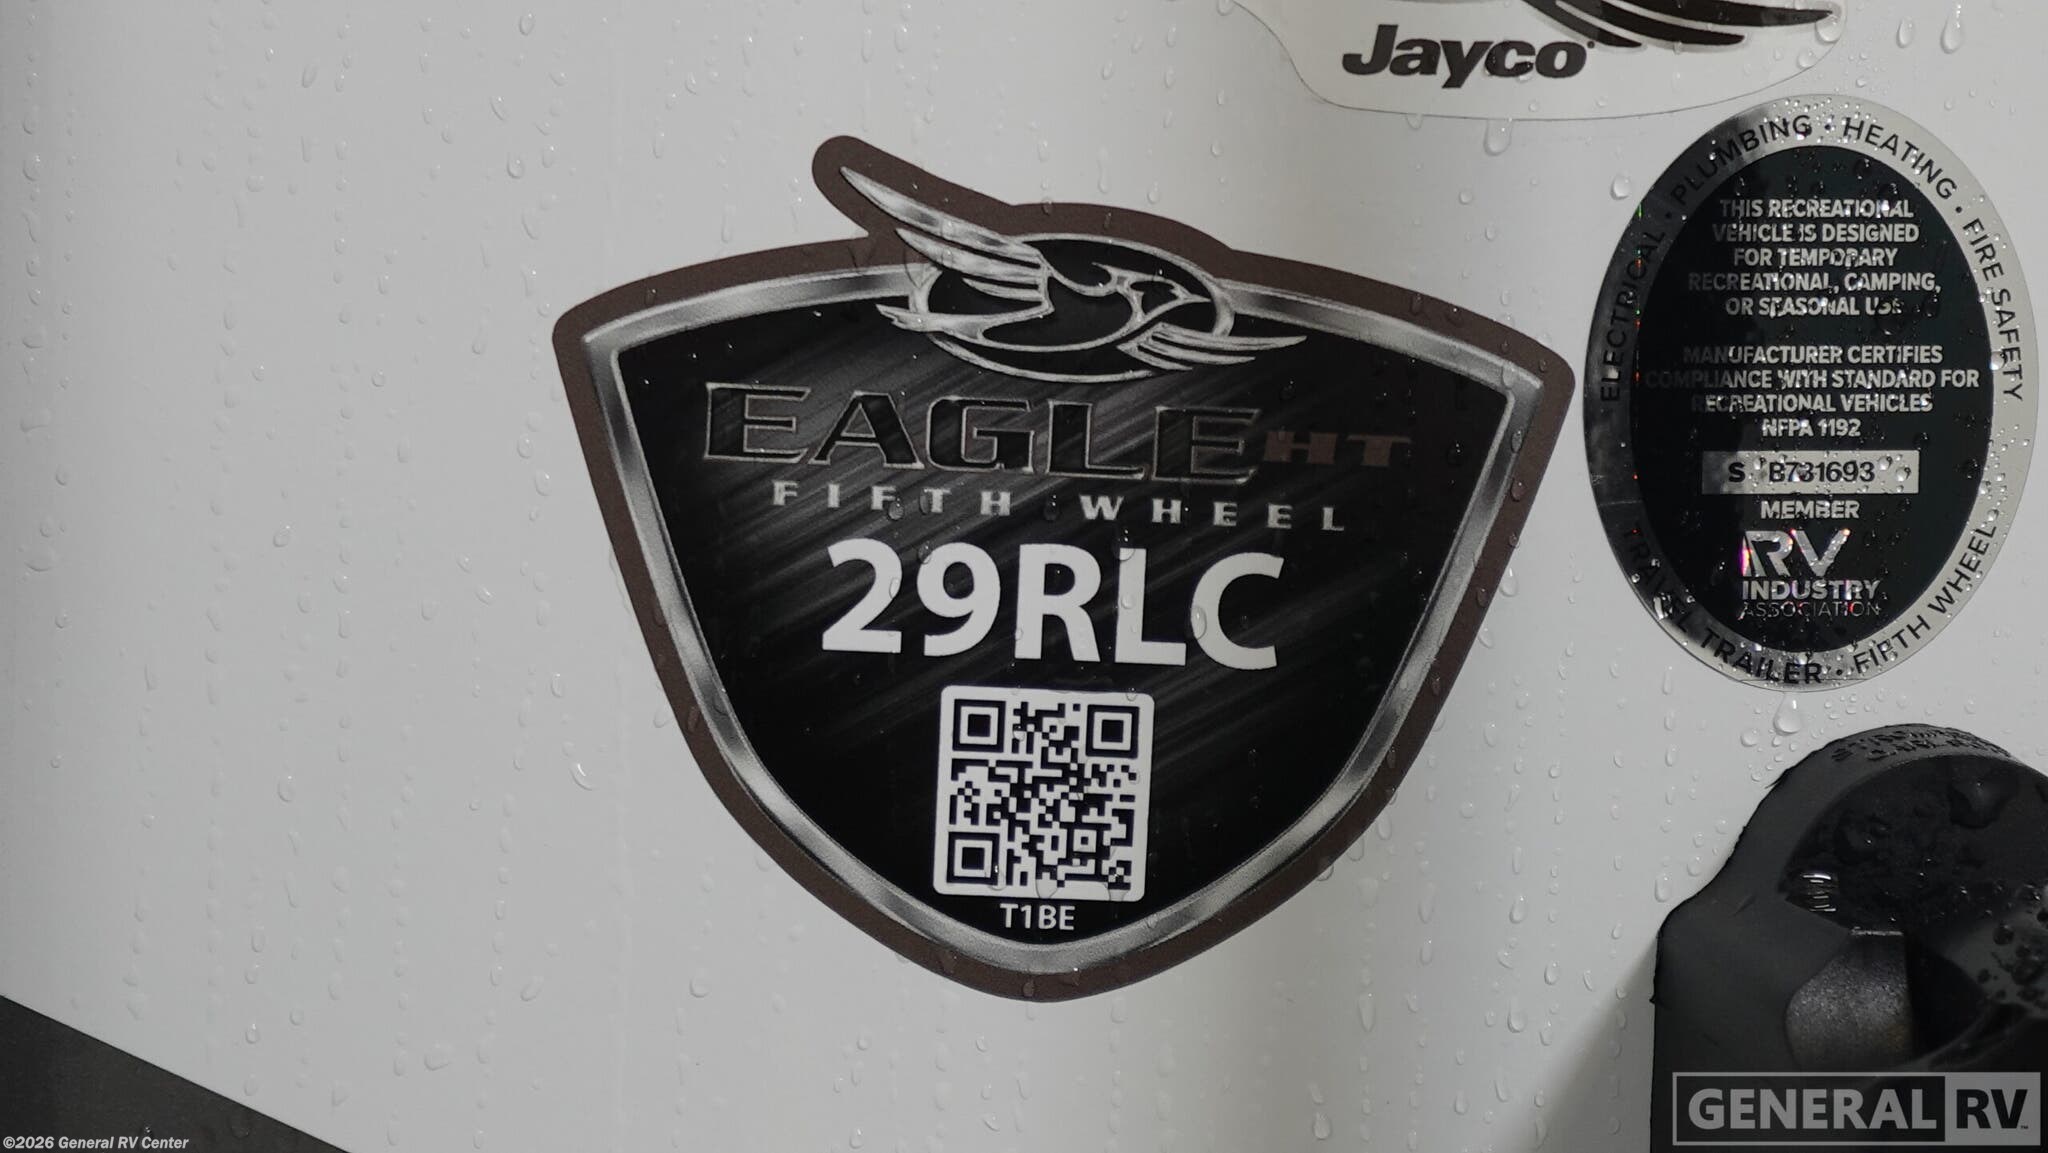 Jayco
EAGLE HT
FIFTH WHEEL
29RLC
T1BE
ELECTRICAL · PLUMBING · HEATING · FIRE SAFETY
THIS RECREATIONAL
VEHICLE IS DESIGNED
FOR TEMPORARY
RECREATIONAL, CAMPING,
OR SEASONAL USE
MANUFACTURER CERTIFIES
COMPLIANCE WITH STANDARD FOR
RECREATIONAL VEHICLES
NFPA 1192
S B731693
MEMBER
RV
INDUSTRY
ASSOCIATION
TRAVEL TRAILER · FIFTH WHEEL
GENERAL RV
©2026 General RV Center